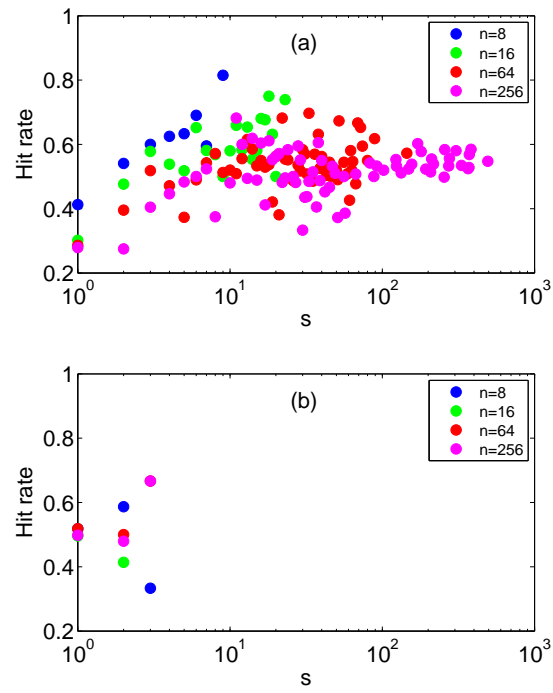 1
(a)
n=8
n=16
n=64
n=256
0.8
0.6
0.4
0.2
Hit rate
10^0
10^1
10^2
10^3
s
1
(b)
n=8
n=16
n=64
n=256
0.8
0.6
0.4
0.2
Hit rate
10^0
10^1
10^2
10^3
s